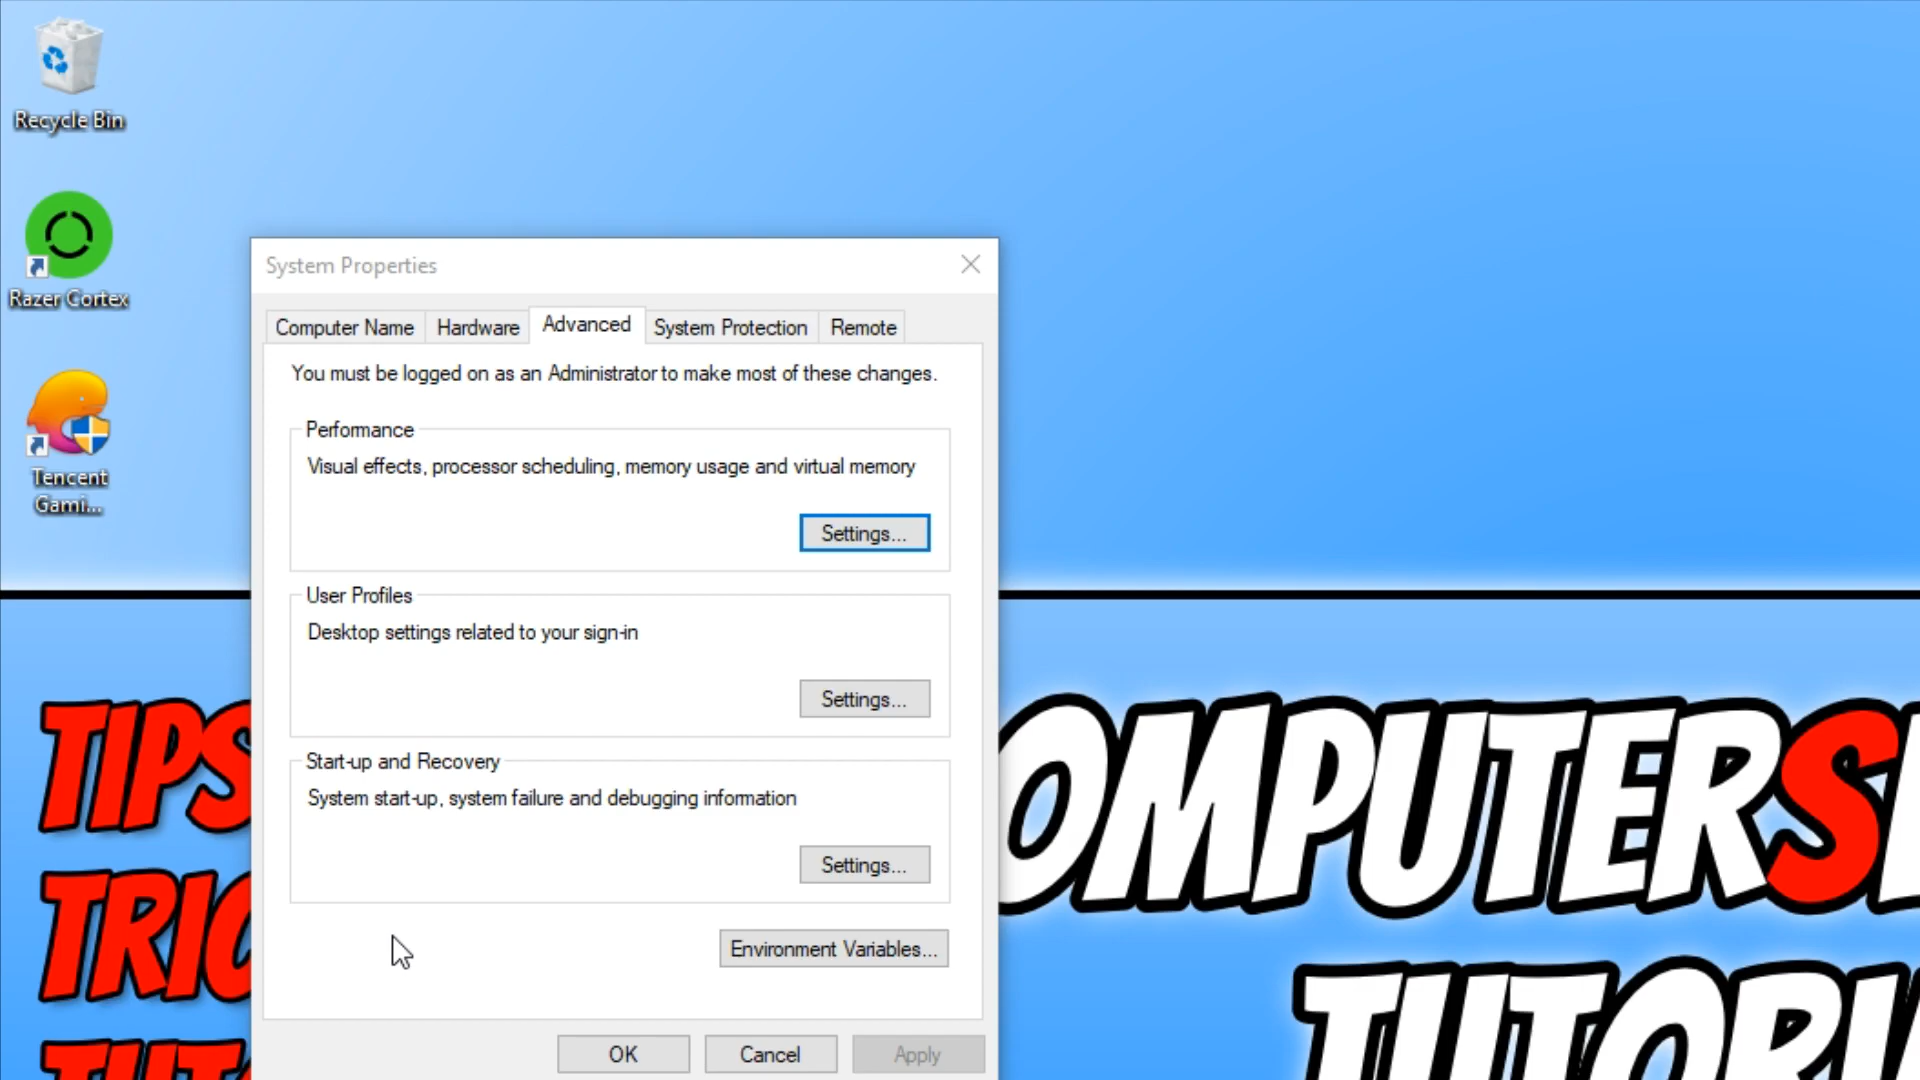 Recycle Bin
Razer Cortex
Tencent
Gami...
System Properties
Computer Name
Hardware
Advanced
System Protection
Remote
You must be logged on as an Administrator to make most of these changes.
Performance
Visual effects, processor scheduling, memory usage and virtual memory
Settings...
User Profiles
Desktop settings related to your sign-in
Settings...
Start-up and Recovery
System start-up, system failure and debugging information
Settings...
Environment Variables...
OK
Cancel
Apply
TIPS
TRIC
TUT
OMPUTERS
TUTORI